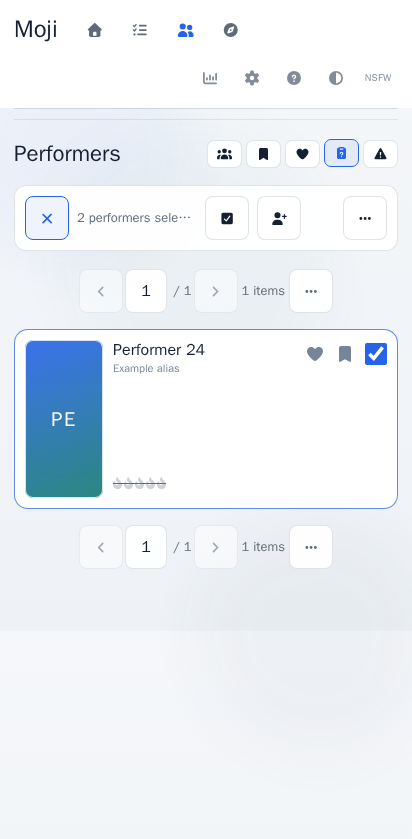 Moji
NSFW
Performers
2 performers sele···
1 / 1 1 items
Performer 24
Example alias
PE
1 / 1 1 items